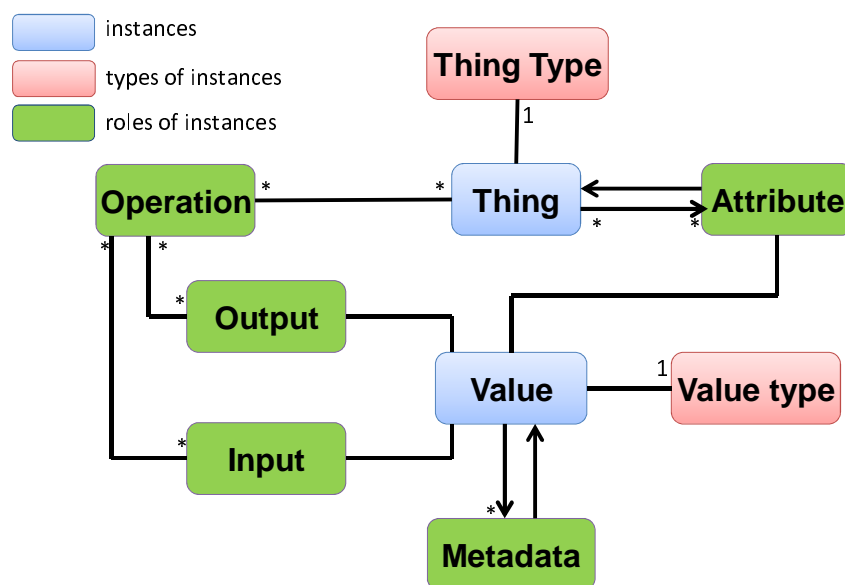 instances
types of instances
roles of instances
Thing Type
1
Operation
*
*
Thing
*
*
Attribute
*
*
*
Output
Value
1
Value type
*
Input
*
Metadata